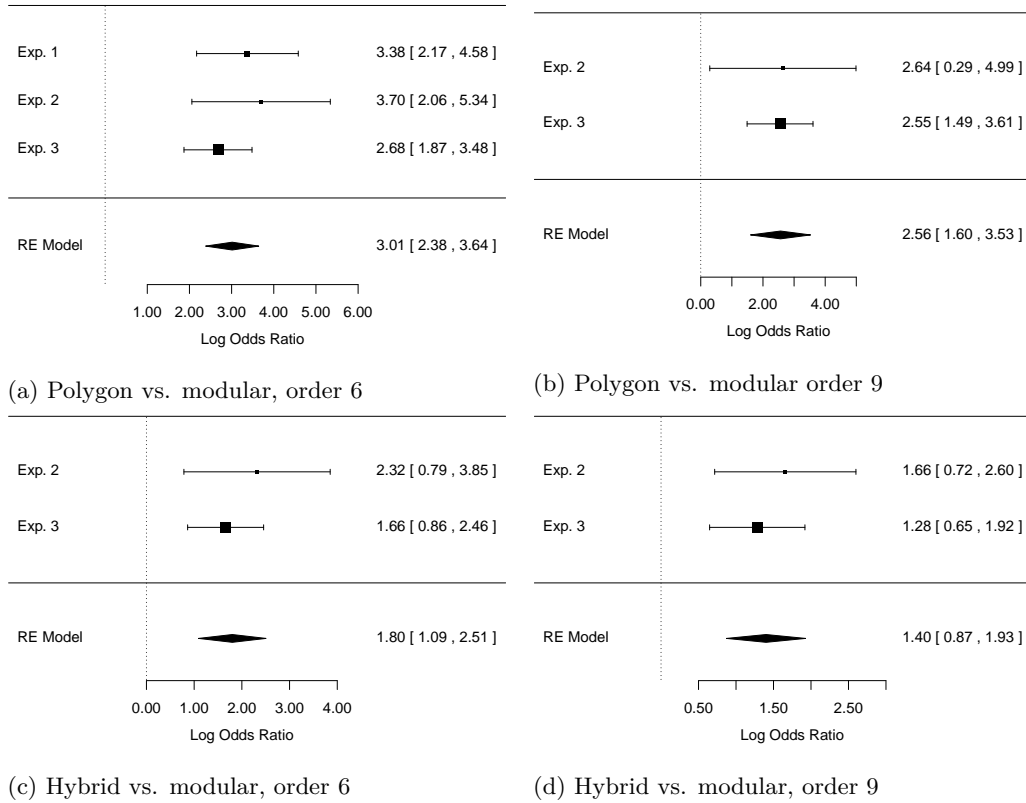 Exp. 1 3.38 [ 2.17 , 4.58 ]
Exp. 2 3.70 [ 2.06 , 5.34 ]
Exp. 3 2.68 [ 1.87 , 3.48 ]
RE Model 3.01 [ 2.38 , 3.64 ]
1.00 2.00 3.00 4.00 5.00 6.00
Log Odds Ratio
(a) Polygon vs. modular, order 6
Exp. 2 2.64 [ 0.29 , 4.99 ]
Exp. 3 2.55 [ 1.49 , 3.61 ]
RE Model 2.56 [ 1.60 , 3.53 ]
0.00 2.00 4.00
Log Odds Ratio
(b) Polygon vs. modular order 9
Exp. 2 2.32 [ 0.79 , 3.85 ]
Exp. 3 1.66 [ 0.86 , 2.46 ]
RE Model 1.80 [ 1.09 , 2.51 ]
0.00 1.00 2.00 3.00 4.00
Log Odds Ratio
(c) Hybrid vs. modular, order 6
Exp. 2 1.66 [ 0.72 , 2.60 ]
Exp. 3 1.28 [ 0.65 , 1.92 ]
RE Model 1.40 [ 0.87 , 1.93 ]
0.50 1.50 2.50
Log Odds Ratio
(d) Hybrid vs. modular, order 9